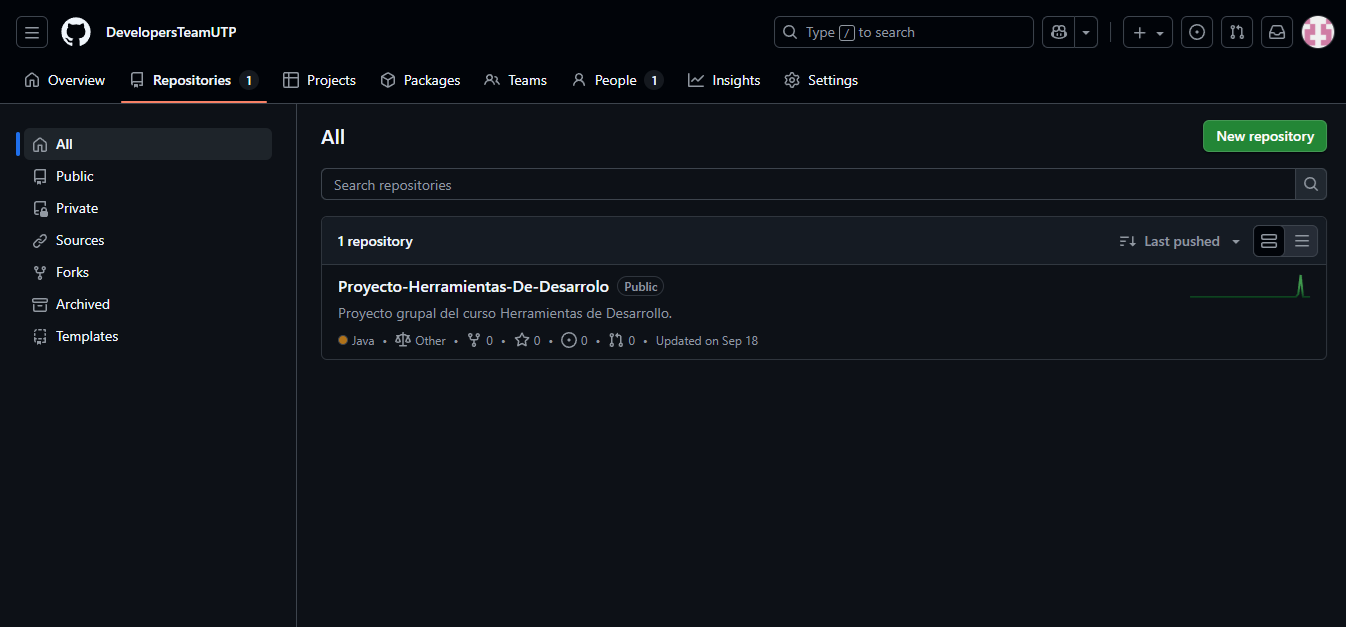 DevelopersTeamUTP
Type / to search
Overview
Repositories 1
Projects
Packages
Teams
People 1
Insights
Settings
All
Public
Private
Sources
Forks
Archived
Templates
All
New repository
Search repositories
1 repository
Last pushed
Proyecto-Herramientas-De-Desarrolo Public
Proyecto grupal del curso Herramientas de Desarrollo.
Java • Other • 0 • 0 • 0 • 0 • Updated on Sep 18